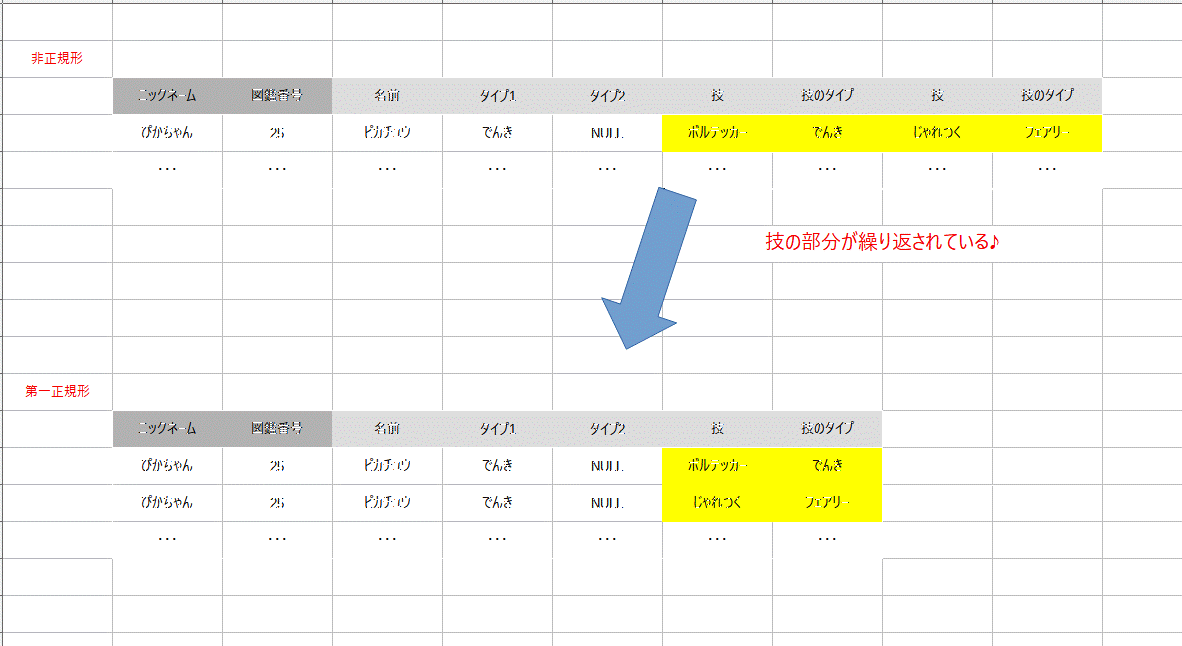 非正規形
ニックネーム 図鑑番号 名前 タイプ1 タイプ2 技 技のタイプ 技 技のタイプ
ぴかちゃん 25 ピカチュウ でんき NULL ボルテッカー でんき じゃれつく フェアリー
... ... ... ... ... ... ... ... ...
技の部分が繰り返されている♪
第一正規形
ニックネーム 図鑑番号 名前 タイプ1 タイプ2 技 技のタイプ
ぴかちゃん 25 ピカチュウ でんき NULL ボルテッカー でんき
ぴかちゃん 25 ピカチュウ でんき NULL じゃれつく フェアリー
... ... ... ... ... ... ...